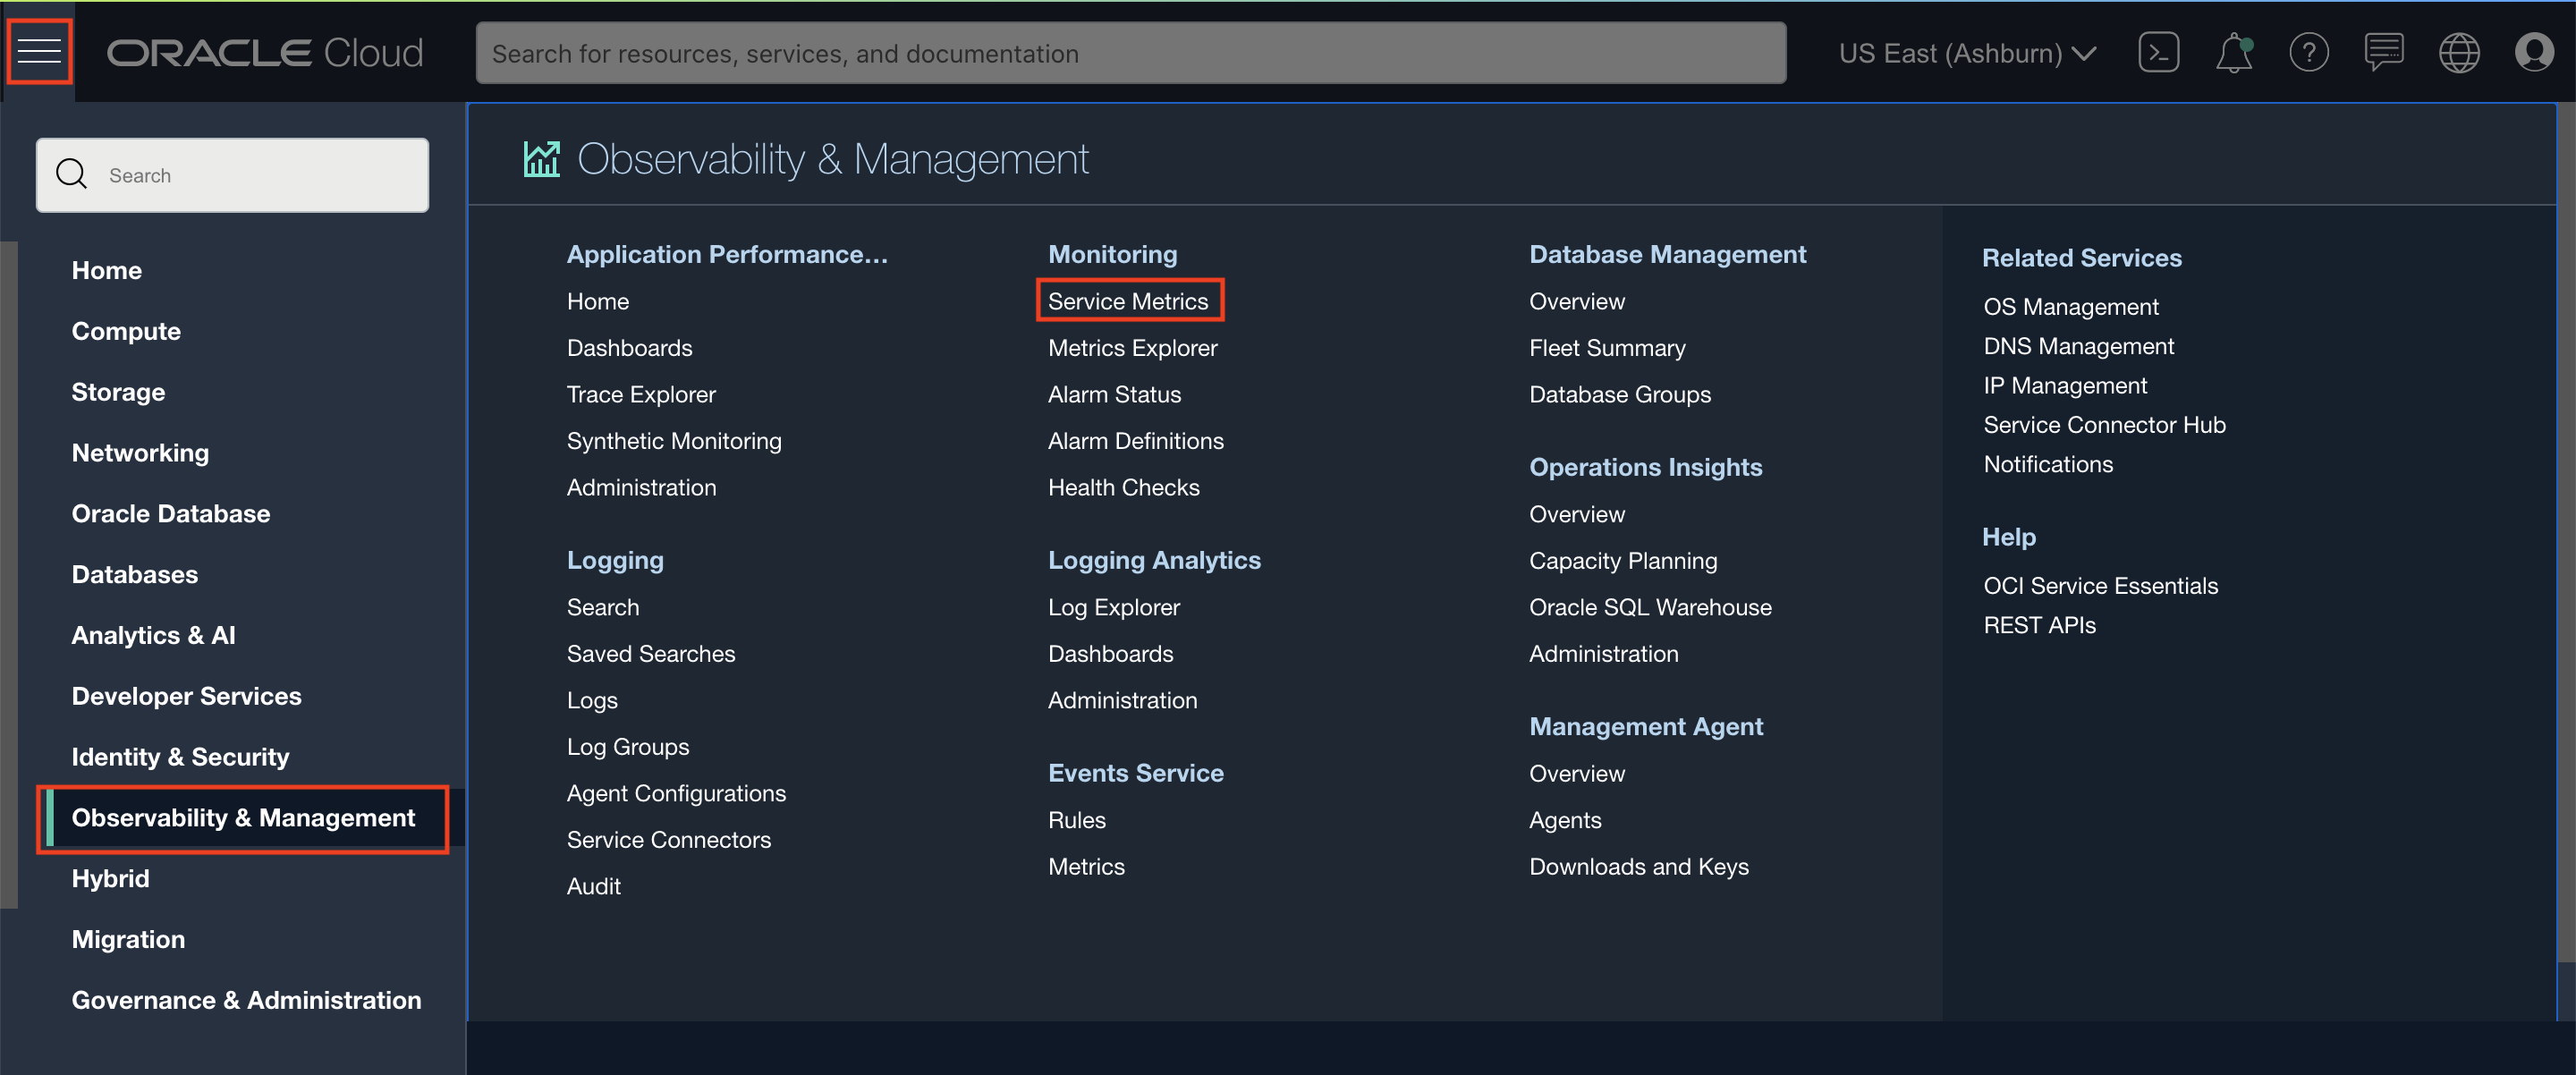 ORACLE Cloud
Search for resources, services, and documentation
US East (Ashburn)
Search
Home
Compute
Storage
Networking
Oracle Database
Databases
Analytics & AI
Developer Services
Identity & Security
Observability & Management
Hybrid
Migration
Governance & Administration
Observability & Management
Application Performance...
Home
Dashboards
Trace Explorer
Synthetic Monitoring
Administration
Logging
Search
Saved Searches
Logs
Log Groups
Agent Configurations
Service Connectors
Audit
Monitoring
Service Metrics
Metrics Explorer
Alarm Status
Alarm Definitions
Health Checks
Logging Analytics
Log Explorer
Dashboards
Administration
Events Service
Rules
Metrics
Database Management
Overview
Fleet Summary
Database Groups
Operations Insights
Overview
Capacity Planning
Oracle SQL Warehouse
Administration
Management Agent
Overview
Agents
Downloads and Keys
Related Services
OS Management
DNS Management
IP Management
Service Connector Hub
Notifications
Help
OCI Service Essentials
REST APIs